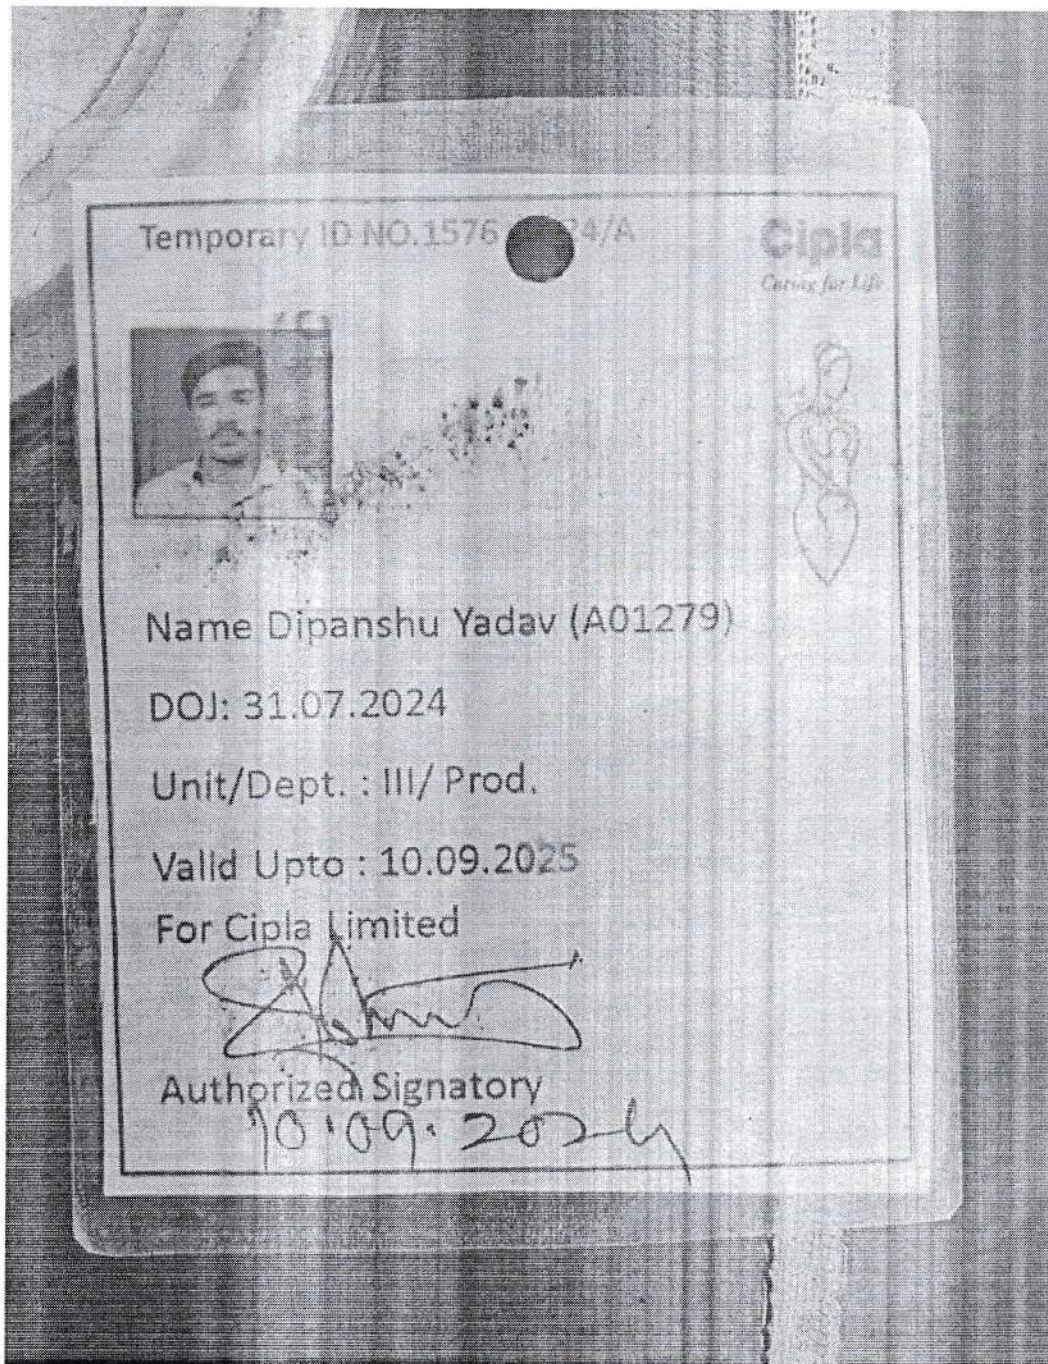 Temporary ID NO.1576 24/A
Cipla
Caring for Life
Name Dipanshu Yadav (A01279)
DOJ: 31.07.2024
Unit/Dept. : III/ Prod.
Valid Upto : 10.09.2025
For Cipla Limited
Authorized Signatory
10.09.2024